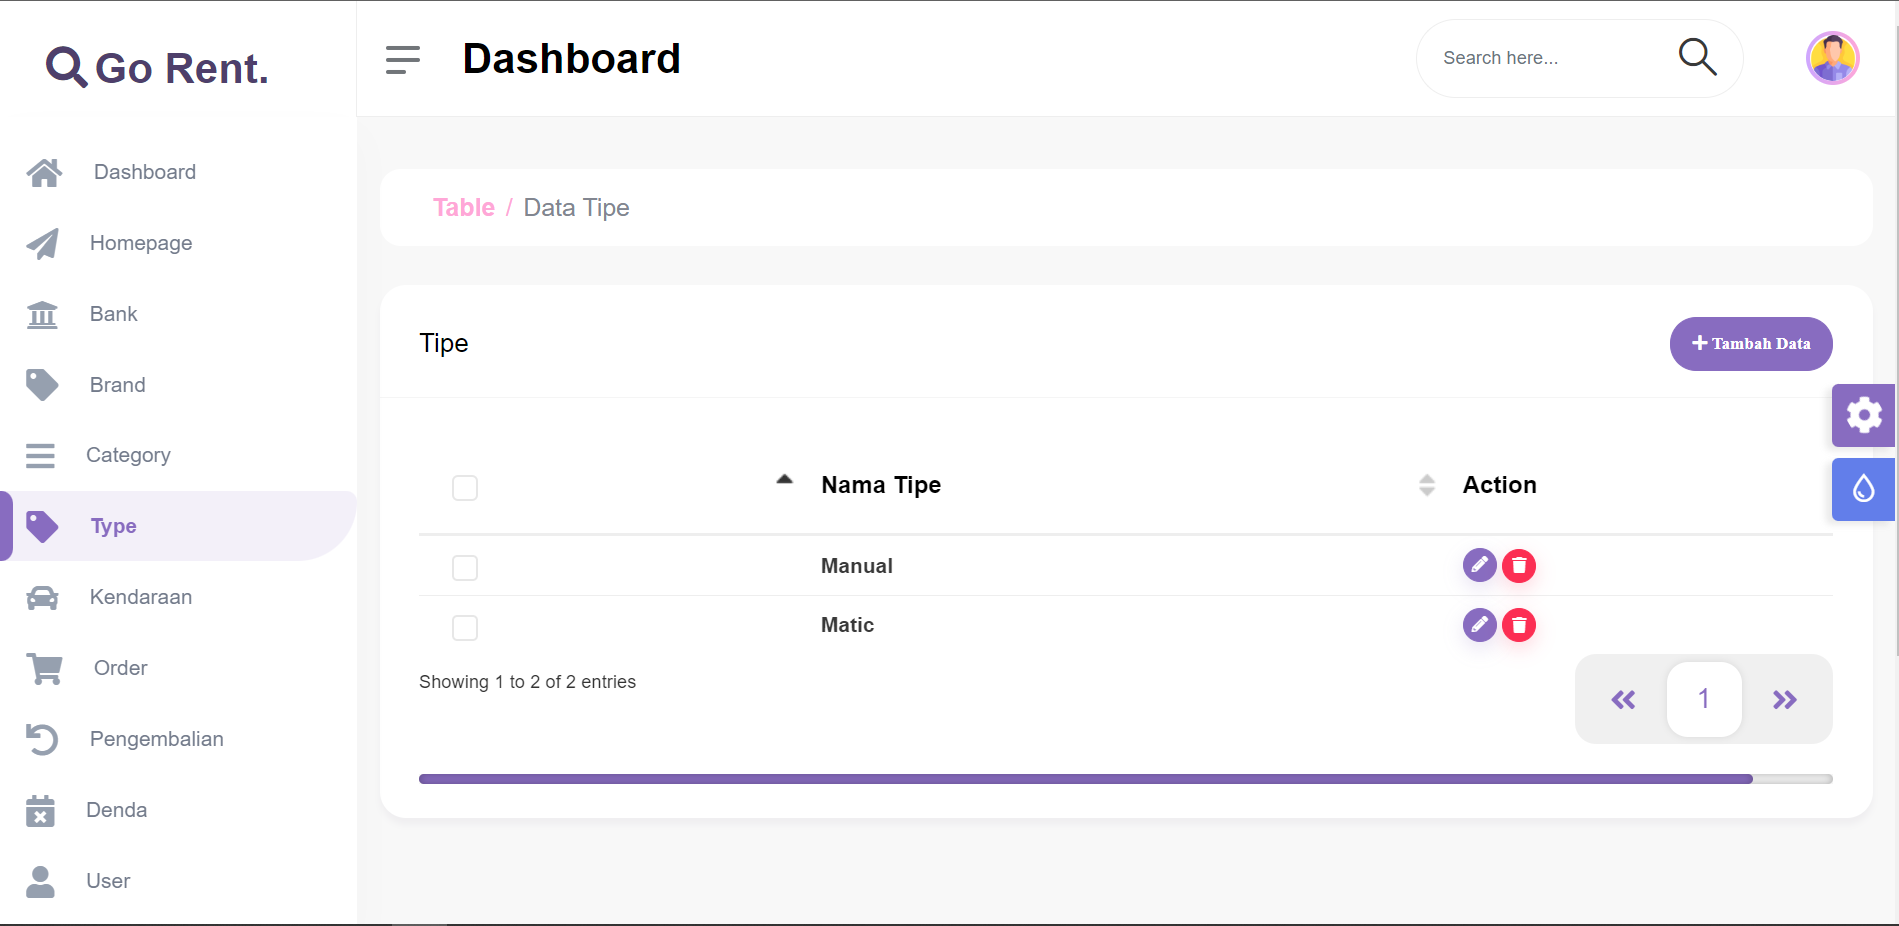 Go Rent.
Dashboard
Search here...
Dashboard
Homepage
Bank
Brand
Category
Type
Kendaraan
Order
Pengembalian
Denda
User
Table / Data Tipe
Tipe
Tambah Data
Nama Tipe Action
Manual
Matic
Showing 1 to 2 of 2 entries
1